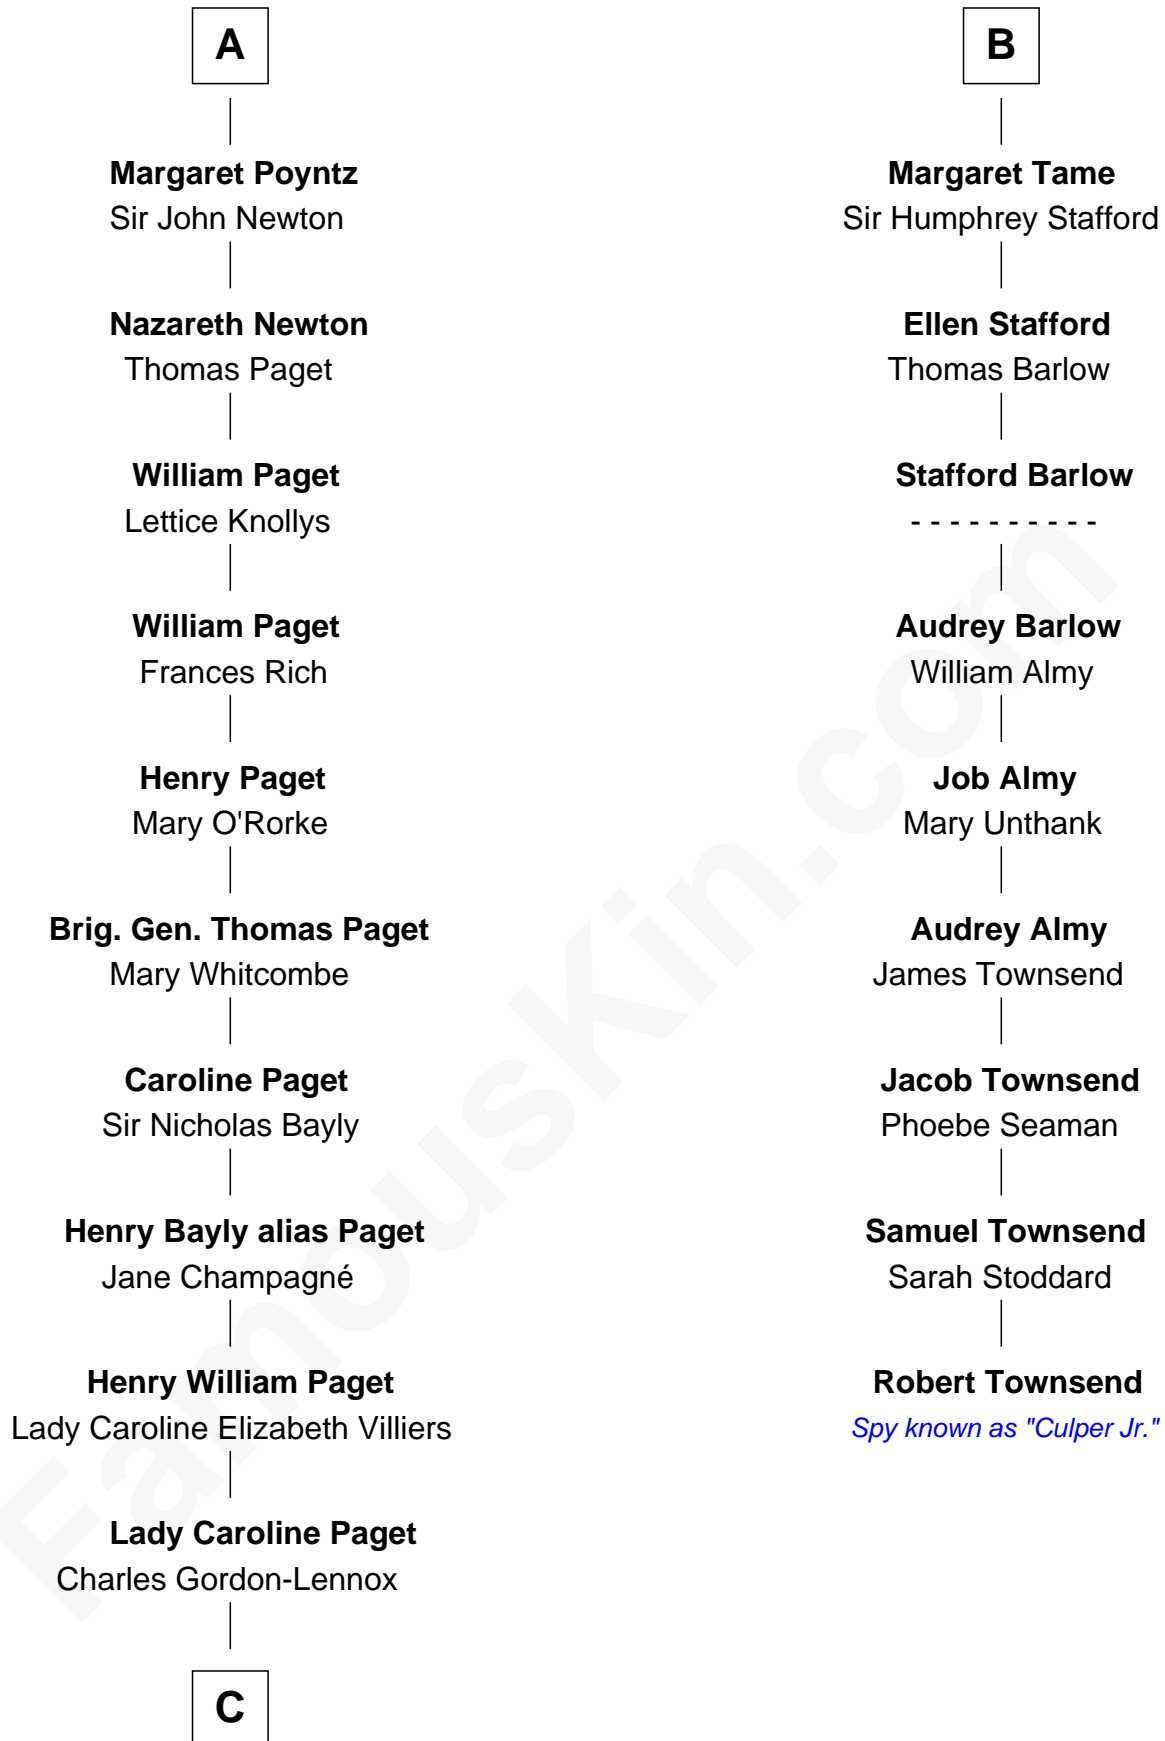 A
Margaret Poyntz
Sir John Newton
Nazareth Newton
Thomas Paget
William Paget
Lettice Knollys
William Paget
Frances Rich
Henry Paget
Mary O'Rorke
Brig. Gen. Thomas Paget
Mary Whitcombe
Caroline Paget
Sir Nicholas Bayly
Henry Bayly alias Paget
Jane Champagné
Henry William Paget
Lady Caroline Elizabeth Villiers
Lady Caroline Paget
Charles Gordon-Lennox
C
B
Margaret Tame
Sir Humphrey Stafford
Ellen Stafford
Thomas Barlow
Stafford Barlow
- - - - - - - - - -
Audrey Barlow
William Almy
Job Almy
Mary Unthank
Audrey Almy
James Townsend
Jacob Townsend
Phoebe Seaman
Samuel Townsend
Sarah Stoddard
Robert Townsend
Spy known as "Culper Jr."
FamousKin.com